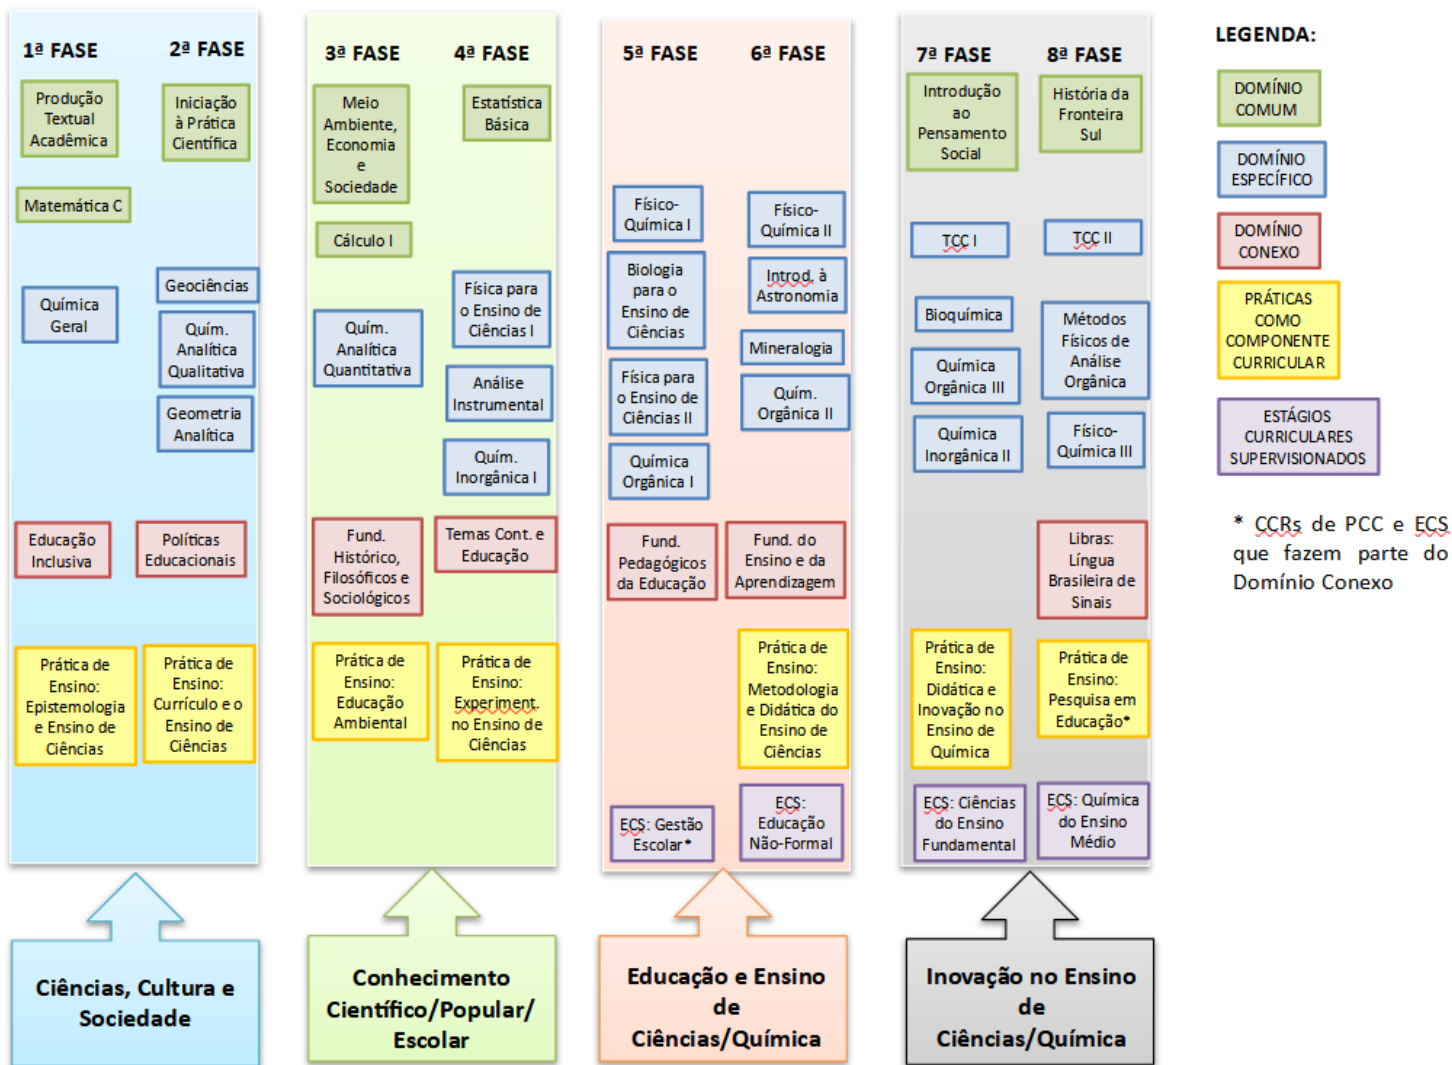 1ª FASE
2ª FASE
Produção
Textual
Acadêmica
Iniciação
à Prática
Científica
Matemática C
Química
Geral
Geociências
Quím.
Analítica
Qualitativa
Geometria
Analítica
Educação
Inclusiva
Políticas
Educacionais
Prática de
Ensino:
Epistemologia
e Ensino de
Ciências
Prática de
Ensino:
Currículo e o
Ensino de
Ciências
Ciências, Cultura e
Sociedade
3ª FASE
4ª FASE
Meio
Ambiente,
Economia
e
Sociedade
Estatística
Básica
Cálculo I
Quím.
Analítica
Quantitativa
Física para
o Ensino de
Ciências I
Análise
Instrumental
Quím.
Inorgânica I
Fund.
Histórico,
Filosóficos e
Sociológicos
Temas Cont. e
Educação
Prática de
Ensino:
Educação
Ambiental
Prática de
Ensino:
Experiment.
no Ensino de
Ciências
Conhecimento
Científico/Popular/
Escolar
5ª FASE
6ª FASE
Físico-
Química I
Biologia
para o
Ensino de
Ciências
Física para
o Ensino de
Ciências II
Química
Orgânica I
Físico-
Química II
Introd. à
Astronomia
Mineralogia
Quím.
Orgânica II
Fund.
Pedagógicos
da Educação
Fund. do
Ensino e da
Aprendizagem
Prática de
Ensino:
Metodologia
e Didática do
Ensino de
Ciências
ECS: Gestão
Escolar*
ECS:
Educação
Não-Formal
Educação e Ensino
de
Ciências/Química
7ª FASE
8ª FASE
Introdução
ao
Pensamento
Social
História da
Fronteira
Sul
TCC I
TCC II
Bioquímica
Química
Orgânica III
Química
Inorgânica II
Métodos
Físicos de
Análise
Orgânica
Físico-
Química III
Libras:
Língua
Brasileira de
Sinais
Prática de
Ensino:
Didática e
Inovação no
Ensino de
Química
Prática de
Ensino:
Pesquisa em
Educação*
ECS: Ciências
do Ensino
Fundamental
ECS: Química
do Ensino
Médio
Inovação no Ensino
de
Ciências/Química
LEGENDA:
DOMÍNIO
COMUM
DOMÍNIO
ESPECÍFICO
DOMÍNIO
CONEXO
PRÁTICAS
COMO
COMPONENTE
CURRICULAR
ESTÁGIOS
CURRICULARES
SUPERVISIONADOS
* CCRs de PCC e ECS
que fazem parte do
Domínio Conexo